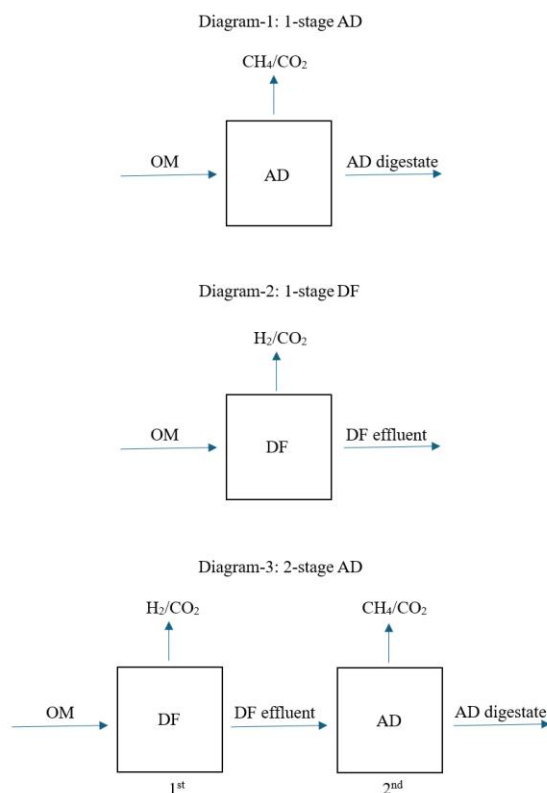 Diagram-1: 1-stage AD
CH₄/CO₂
OM
AD
AD digestate
Diagram-2: 1-stage DF
H₂/CO₂
OM
DF
DF effluent
Diagram-3: 2-stage AD
H₂/CO₂
CH₄/CO₂
OM
DF
DF effluent
AD
AD digestate
1st
2nd